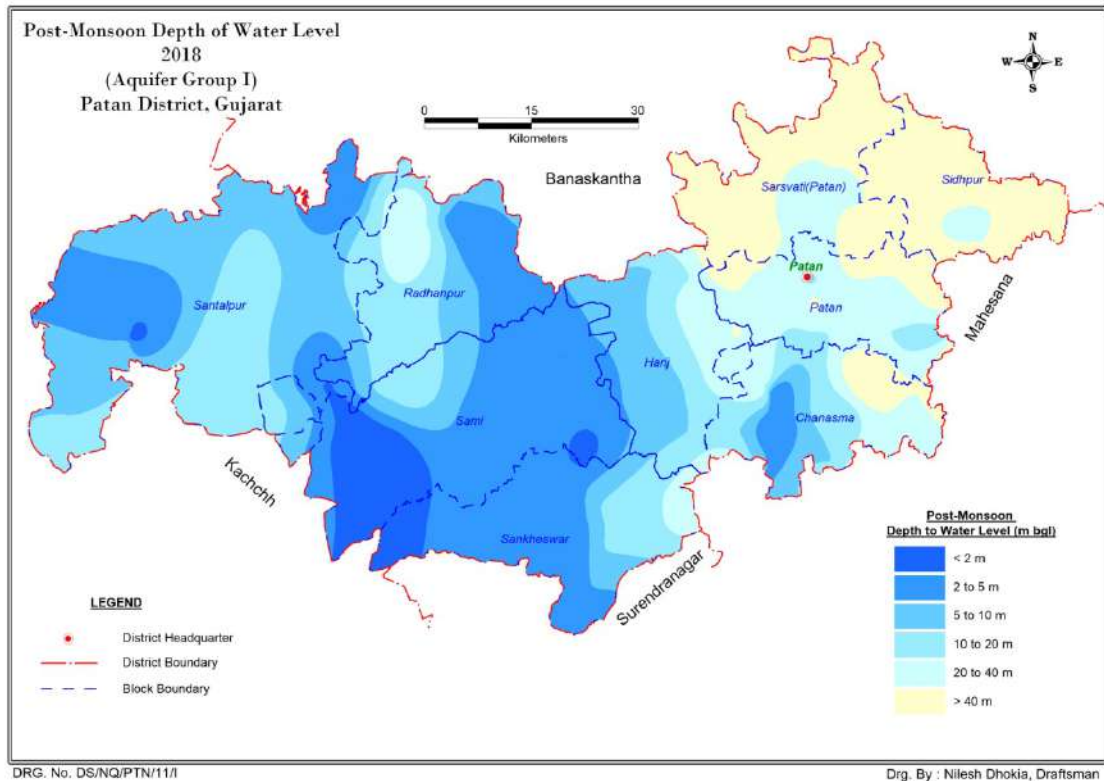 Post-Monsoon Depth of Water Level
2018
(Aquifer Group I)
Patan District, Gujarat
N
W E
S
0 15 30
Kilometers
Banaskantha
Sarsvati(Patan)
Sidhpur
Patan
Patan
Mahesana
Santalpur
Radhanpur
Harij
Chanasma
Sami
Kachchh
Sankheswar
Surendranagar
Post-Monsoon
Depth to Water Level (m bgl)
< 2 m
2 to 5 m
5 to 10 m
10 to 20 m
20 to 40 m
> 40 m
LEGEND
District Headquarter
District Boundary
Block Boundary
DRG. No. DS/NQ/PTN/11/I
Drg. By : Nilesh Dhokia, Draftsman